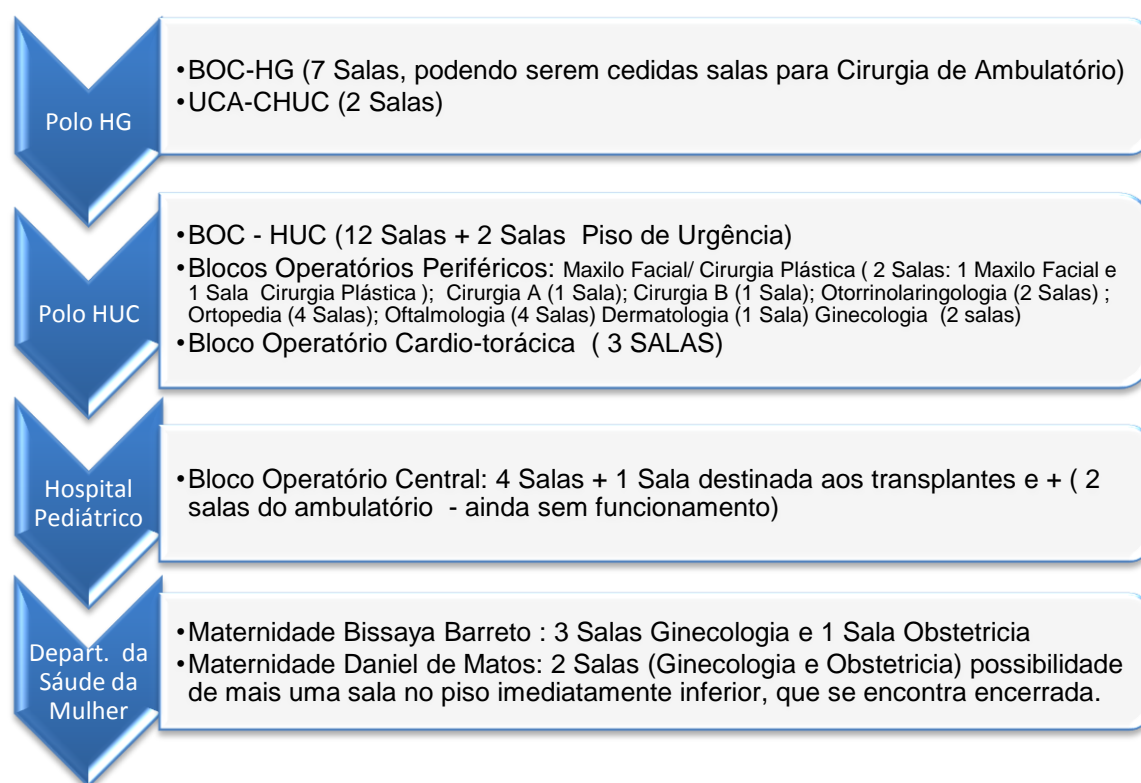 Polo HG
•BOC-HG (7 Salas, podendo serem cedidas salas para Cirurgia de Ambulatório)
•UCA-CHUC (2 Salas)
Polo HUC
•BOC - HUC (12 Salas + 2 Salas Piso de Urgência)
•Blocos Operatórios Periféricos: Maxilo Facial/ Cirurgia Plástica ( 2 Salas: 1 Maxilo Facial e
1 Sala Cirurgia Plástica ); Cirurgia A (1 Sala); Cirurgia B (1 Sala); Otorrinolaringologia (2 Salas) ;
Ortopedia (4 Salas); Oftalmologia (4 Salas) Dermatologia (1 Sala) Ginecologia (2 salas)
•Bloco Operatório Cardio-torácica ( 3 SALAS)
Hospital
Pediátrico
•Bloco Operatório Central: 4 Salas + 1 Sala destinada aos transplantes e + ( 2
salas do ambulatório - ainda sem funcionamento)
Depart. da
Sáude da
Mulher
•Maternidade Bissaya Barreto : 3 Salas Ginecologia e 1 Sala Obstetricia
•Maternidade Daniel de Matos: 2 Salas (Ginecologia e Obstetricia) possibilidade
de mais uma sala no piso imediatamente inferior, que se encontra encerrada.